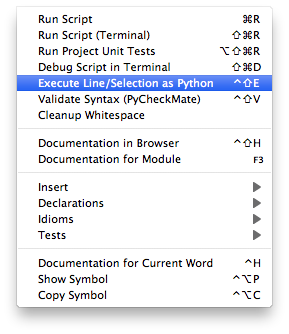 Run Script ⌘R
Run Script (Terminal) ⇧⌘R
Run Project Unit Tests ⌥⇧⌘R
Debug Script in Terminal ⇧⌘D
Execute Line/Selection as Python ^⇧E
Validate Syntax (PyCheckMate) ^⇧V
Cleanup Whitespace
Documentation in Browser ^⇧H
Documentation for Module F3
Insert ▶
Declarations ▶
Idioms ▶
Tests ▶
Documentation for Current Word ^H
Show Symbol ^⌥P
Copy Symbol ^⌥C